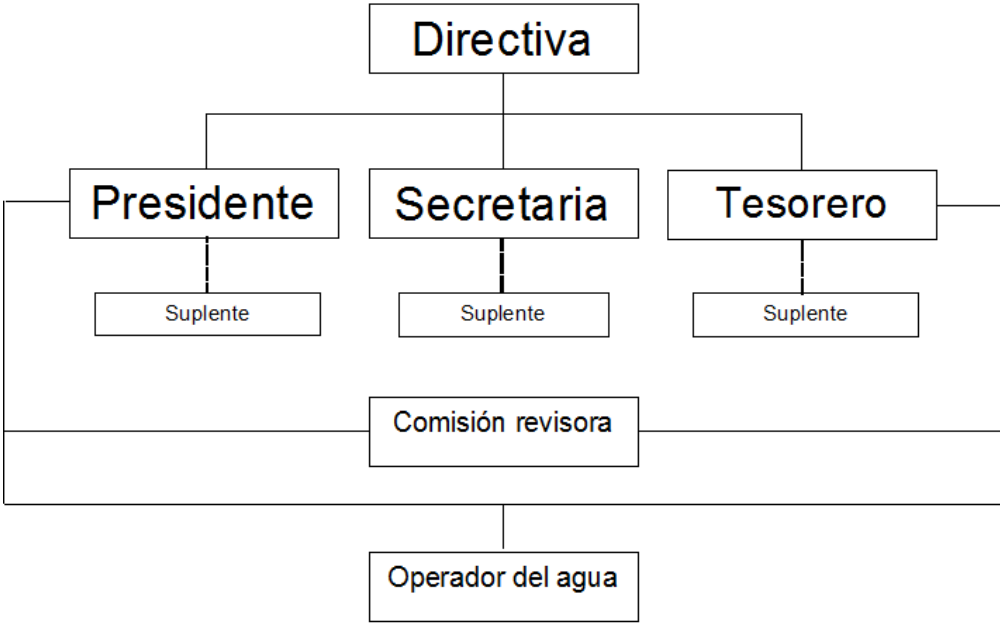 Directiva
Presidente
Secretaria
Tesorero
Suplente
Suplente
Suplente
Comisión revisora
Operador del agua